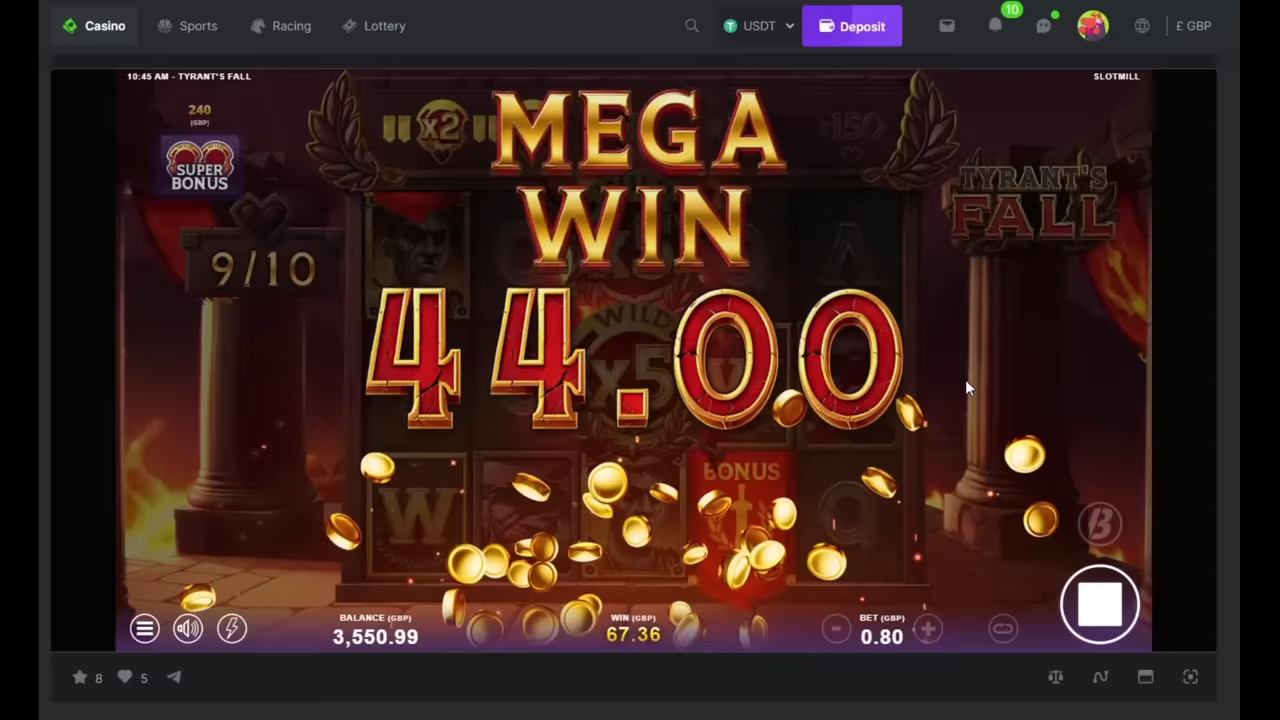 Casino
Sports
Racing
Lottery
USDT
Deposit
10
£ GBP
10:45 AM - TYRANT'S FALL
SLOTMILL
240
(GBP)
SUPER
BONUS
9/10
x2
150
MEGA
WIN
44.00
TYRANT'S
FALL
WILD
x5
A
W
BONUS
Q
BALANCE (GBP)
3,550.99
WIN (GBP)
67.36
BET (GBP)
0.80
8
5